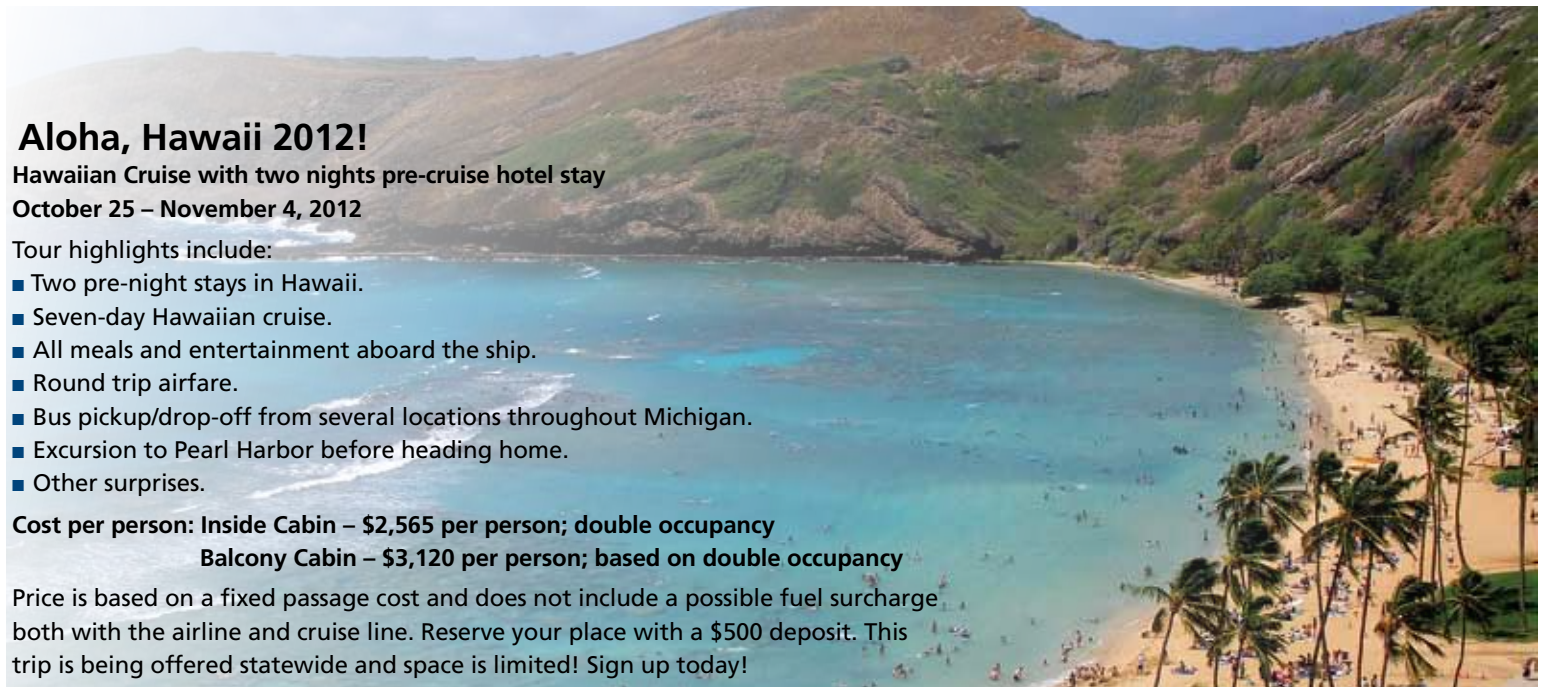 Aloha, Hawaii 2012!
Hawaiian Cruise with two nights pre-cruise hotel stay
October 25 – November 4, 2012
Tour highlights include:
■ Two pre-night stays in Hawaii.
■ Seven-day Hawaiian cruise.
■ All meals and entertainment aboard the ship.
■ Round trip airfare.
■ Bus pickup/drop-off from several locations throughout Michigan.
■ Excursion to Pearl Harbor before heading home.
■ Other surprises.
Cost per person: Inside Cabin – $2,565 per person; double occupancy
Balcony Cabin – $3,120 per person; based on double occupancy
Price is based on a fixed passage cost and does not include a possible fuel surcharge
both with the airline and cruise line. Reserve your place with a $500 deposit. This
trip is being offered statewide and space is limited! Sign up today!